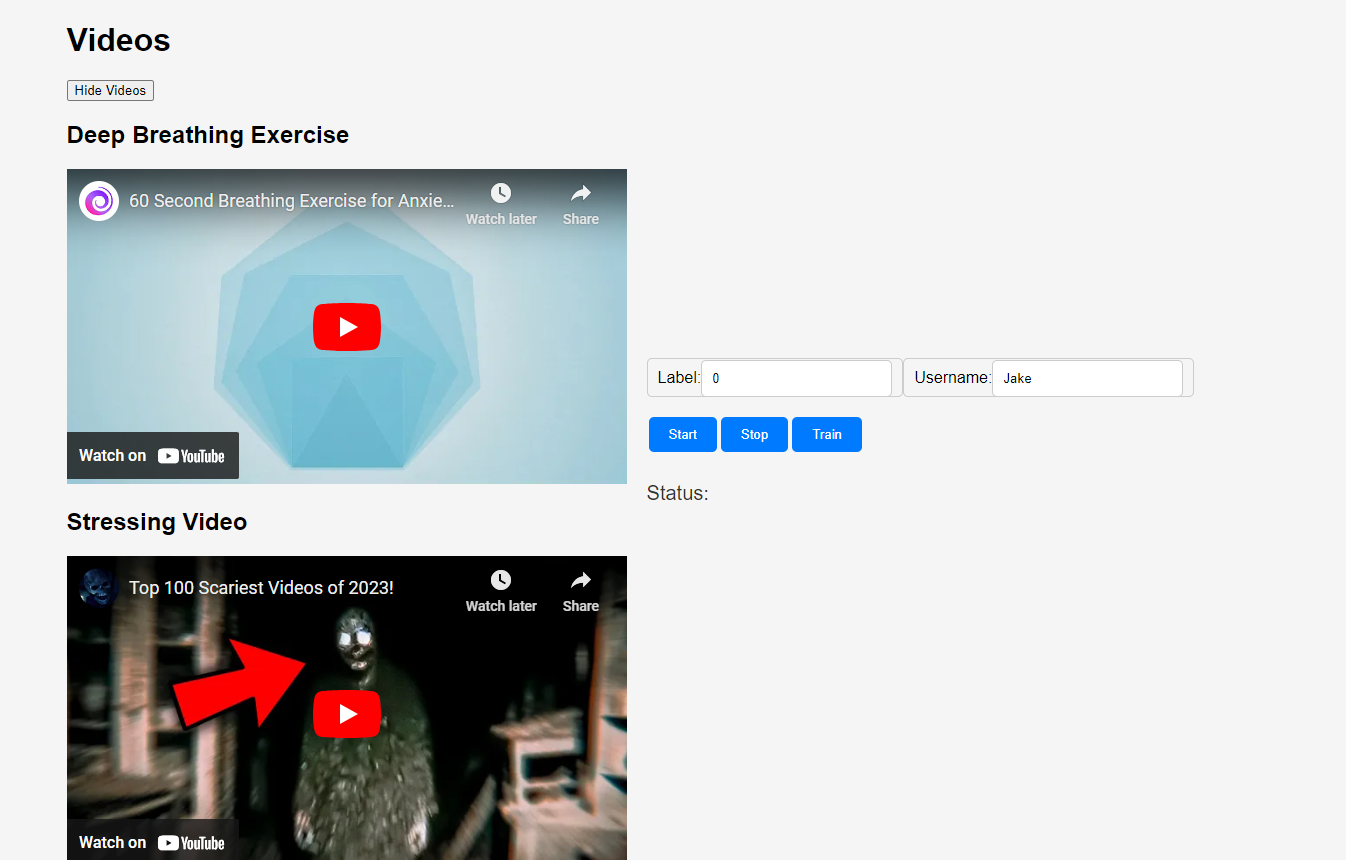 Videos
Hide Videos
Deep Breathing Exercise
60 Second Breathing Exercise for Anxie...
Watch later
Share
Watch on YouTube
Label: 0
Username: Jake
Start
Stop
Train
Status:
Stressing Video
Top 100 Scariest Videos of 2023!
Watch later
Share
Watch on YouTube